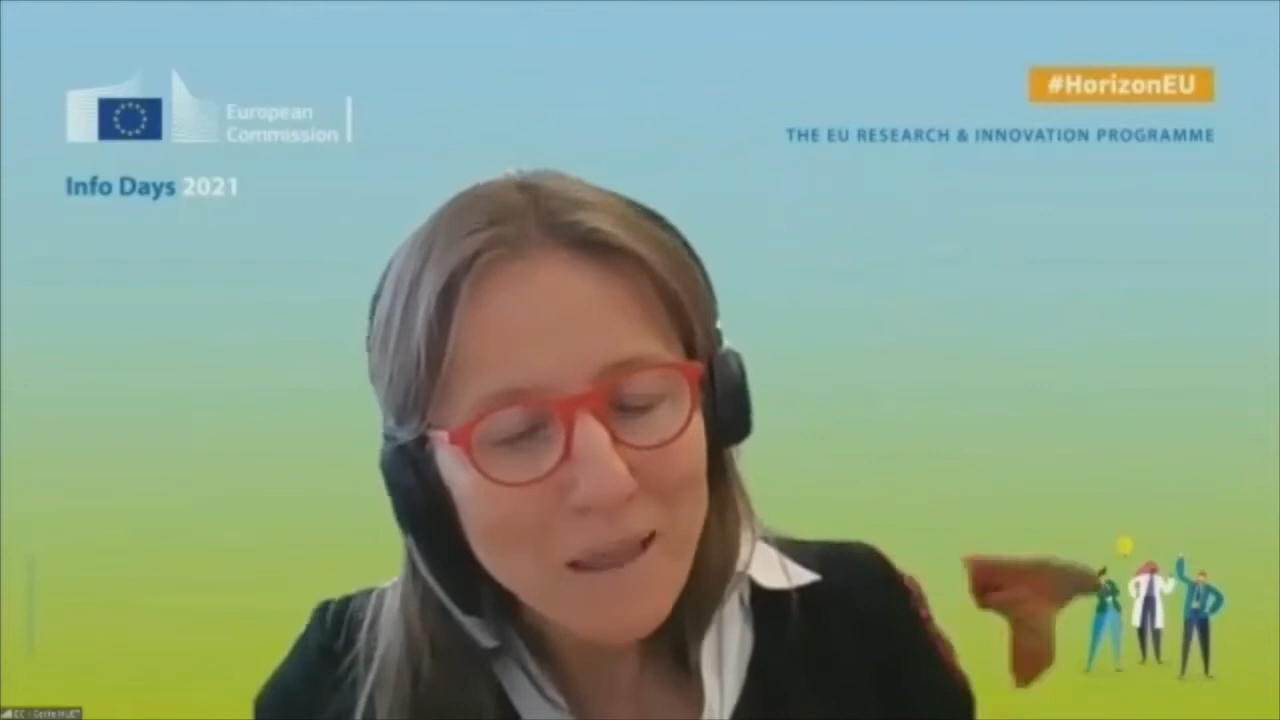 European
Commission
Info Days 2021
#HorizonEU
THE EU RESEARCH & INNOVATION PROGRAMME